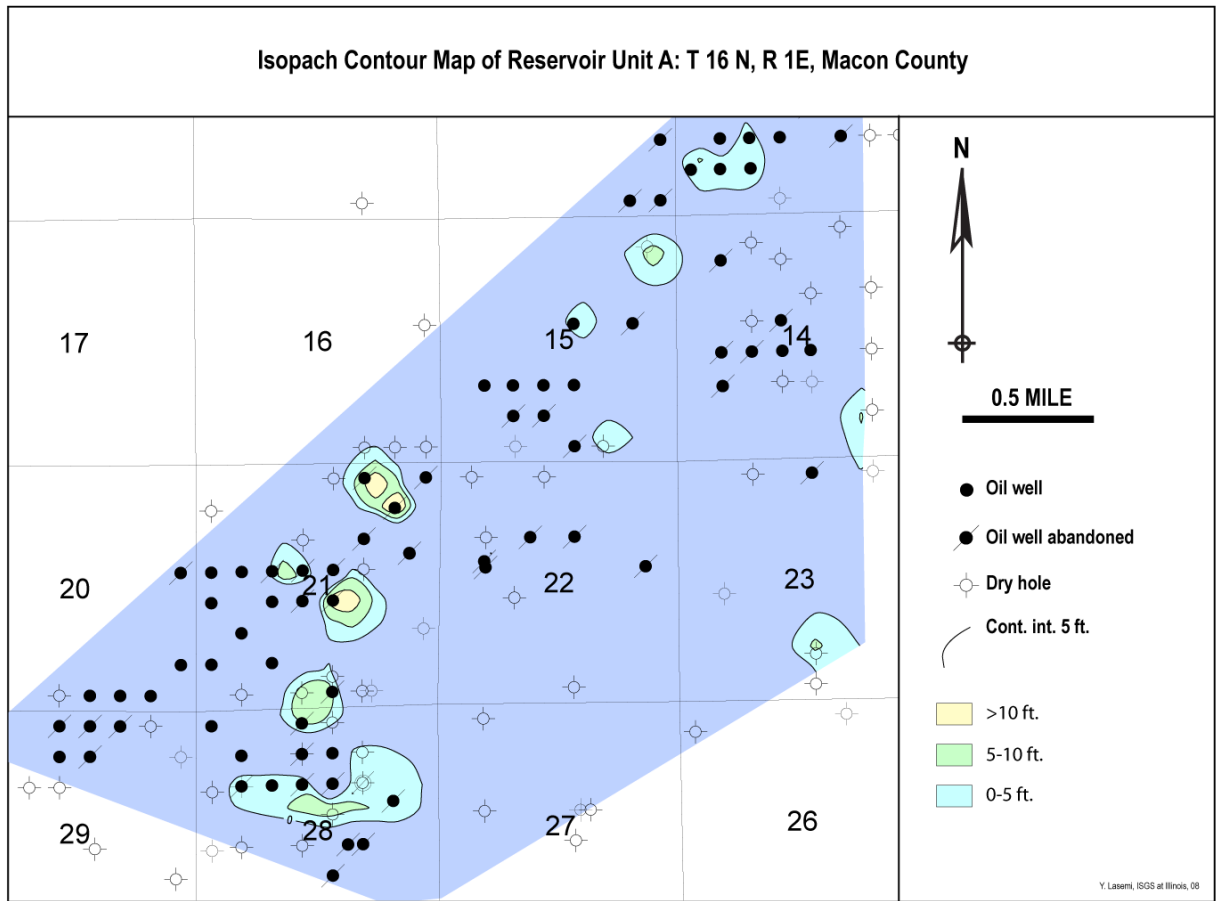 Isopach Contour Map of Reservoir Unit A: T 16 N, R 1E, Macon County
N
17
16
15
14
0.5 MILE
Oil well
Oil well abandoned
20
21
22
23
Dry hole
Cont. int. 5 ft.
>10 ft.
5-10 ft.
0-5 ft.
29
28
27
26
Y. Lasemi, ISGS at Illinois, 08